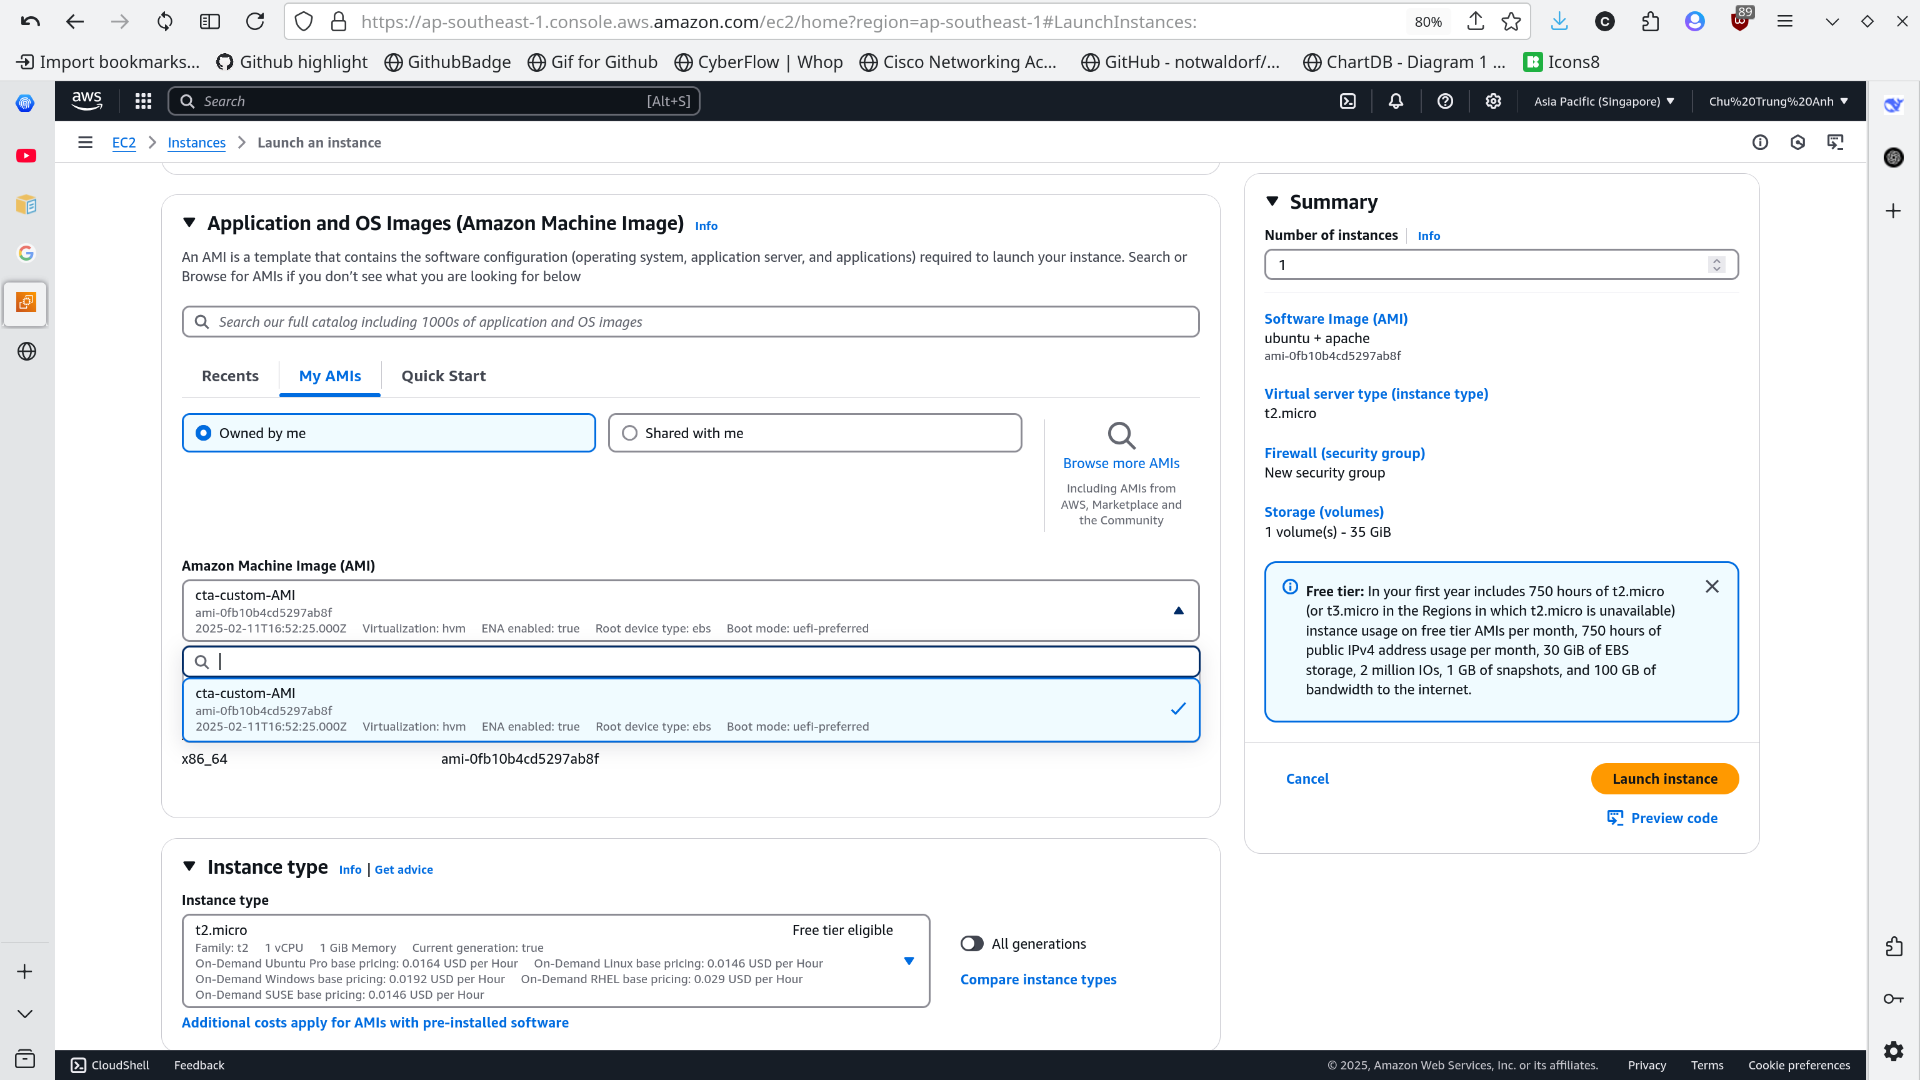 https://ap-southeast-1.console.aws.amazon.com/ec2/home?region=ap-southeast-1#LaunchInstances:
80%
89
Import bookmarks...
Github highlight
GithubBadge
Gif for Github
CyberFlow | Whop
Cisco Networking Ac...
GitHub - notwaldorf/...
ChartDB - Diagram 1 ...
Icons8
aws
Search
[Alt+S]
Asia Pacific (Singapore)
Chu%20Trung%20Anh
EC2
Instances
Launch an instance
Application and OS Images (Amazon Machine Image)
Info
An AMI is a template that contains the software configuration (operating system, application server, and applications) required to launch your instance. Search or
Browse for AMIs if you don’t see what you are looking for below
Search our full catalog including 1000s of application and OS images
Recents
My AMIs
Quick Start
Owned by me
Shared with me
Browse more AMIs
Including AMIs from
AWS, Marketplace and
the Community
Amazon Machine Image (AMI)
cta-custom-AMI
ami-0fb10b4cd5297ab8f
2025-02-11T16:52:25.000Z Virtualization: hvm ENA enabled: true Root device type: ebs Boot mode: uefi-preferred
cta-custom-AMI
ami-0fb10b4cd5297ab8f
2025-02-11T16:52:25.000Z Virtualization: hvm ENA enabled: true Root device type: ebs Boot mode: uefi-preferred
x86_64
ami-0fb10b4cd5297ab8f
Instance type
Info | Get advice
Instance type
t2.micro
Free tier eligible
Family: t2 1 vCPU 1 GiB Memory Current generation: true
On-Demand Ubuntu Pro base pricing: 0.0164 USD per Hour On-Demand Linux base pricing: 0.0146 USD per Hour
On-Demand Windows base pricing: 0.0192 USD per Hour On-Demand RHEL base pricing: 0.029 USD per Hour
On-Demand SUSE base pricing: 0.0146 USD per Hour
All generations
Compare instance types
Additional costs apply for AMIs with pre-installed software
Summary
Number of instances
Info
1
Software Image (AMI)
ubuntu + apache
ami-0fb10b4cd5297ab8f
Virtual server type (instance type)
t2.micro
Firewall (security group)
New security group
Storage (volumes)
1 volume(s) - 35 GiB
Free tier: In your first year includes 750 hours of t2.micro
(or t3.micro in the Regions in which t2.micro is unavailable)
instance usage on free tier AMIs per month, 750 hours of
public IPv4 address usage per month, 30 GiB of EBS
storage, 2 million IOs, 1 GB of snapshots, and 100 GB of
bandwidth to the internet.
Cancel
Launch instance
Preview code
CloudShell
Feedback
© 2025, Amazon Web Services, Inc. or its affiliates.
Privacy
Terms
Cookie preferences